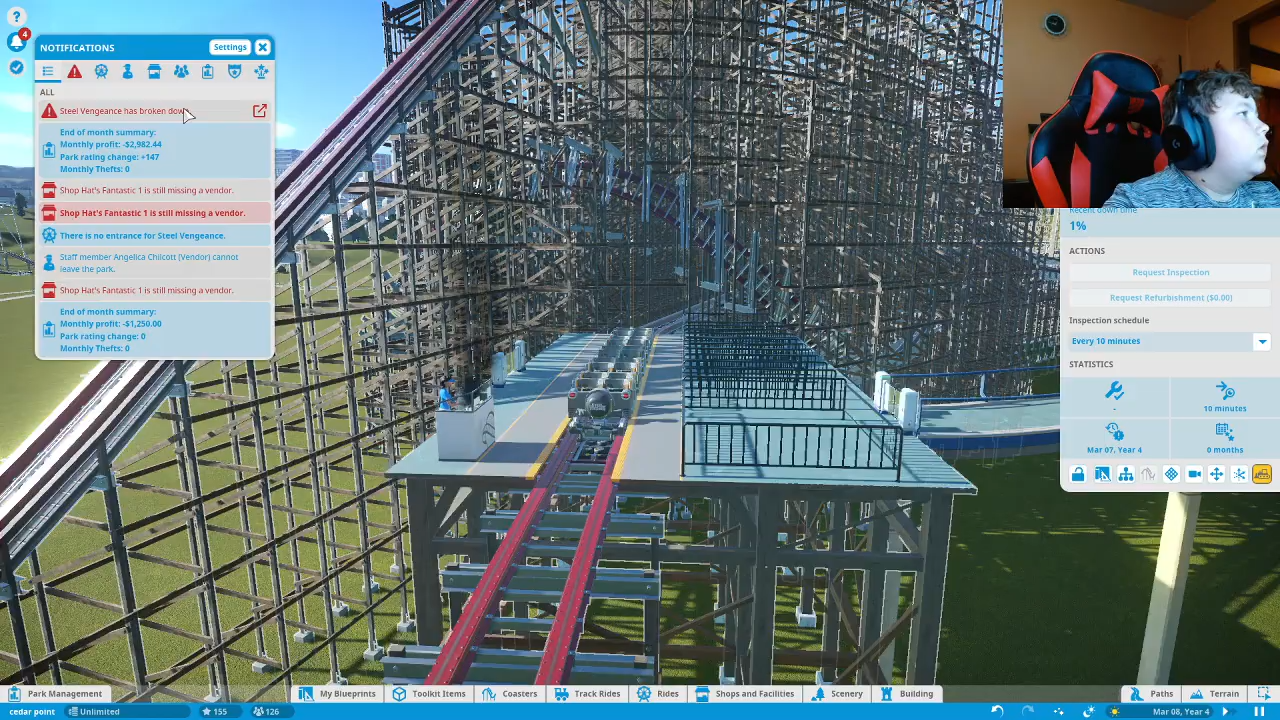 ?
4
NOTIFICATIONS
Settings
ALL
Steel Vengeance has broken down.
End of month summary:
Monthly profit: -$2,982.44
Park rating change: +147
Monthly Thefts: 0
Shop Hat's Fantastic 1 is still missing a vendor.
Shop Hat's Fantastic 1 is still missing a vendor.
There is no entrance for Steel Vengeance.
Staff member Angelica Chilcott (Vendor) cannot
leave the park.
Shop Hat's Fantastic 1 is still missing a vendor.
End of month summary:
Monthly profit: -$1,250.00
Park rating change: 0
Monthly Thefts: 0
Recent down time
1%
ACTIONS
Request Inspection
Request Refurbishment ($0.00)
Inspection schedule
Every 10 minutes
STATISTICS
-
10 minutes
Mar 07, Year 4
0 months
Park Management
My Blueprints
Toolkit Items
Coasters
Track Rides
Rides
Shops and Facilities
Scenery
Building
Paths
Terrain
cedar point
Unlimited
155
126
Mar 08, Year 4